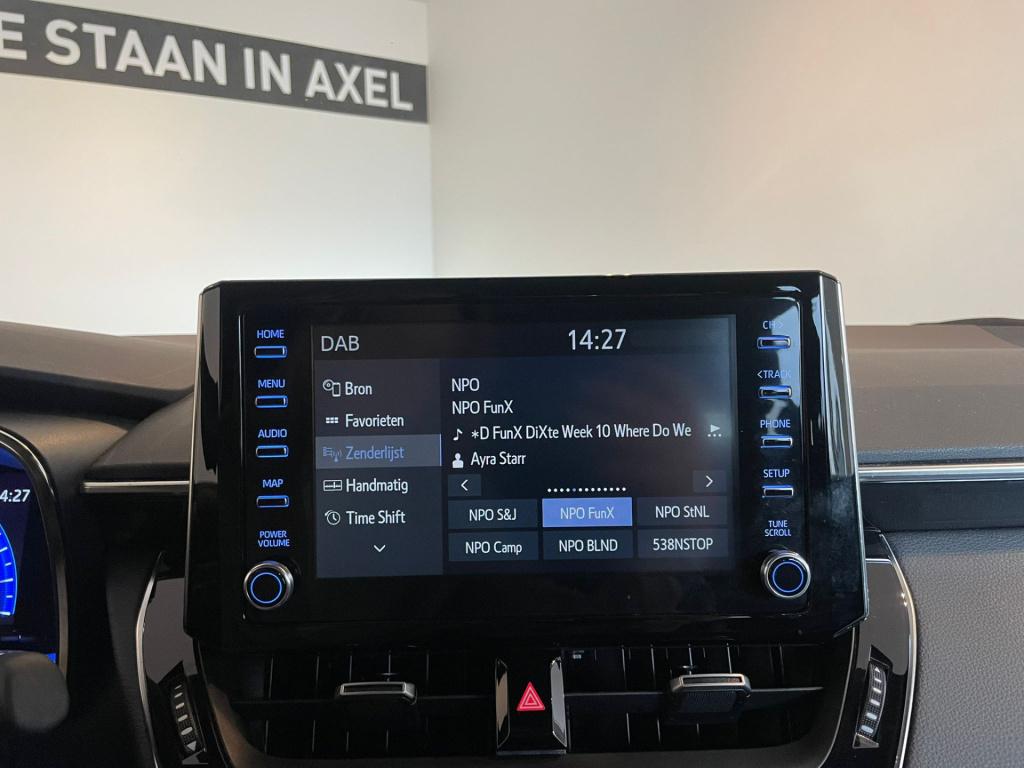 E STAAN IN AXEL
HOME
MENU
AUDIO
MAP
POWER
VOLUME
DAB
14:27
Bron
Favorieten
Zenderlijst
Handmatig
Time Shift
NPO
NPO FunX
*D FunX DiXte Week 10 Where Do We
Ayra Starr
NPO S&J
NPO FunX
NPO StNL
NPO Camp
NPO BLND
538NSTOP
CH >
<TRACK
PHONE
SETUP
TUNE
SCROLL
4:27